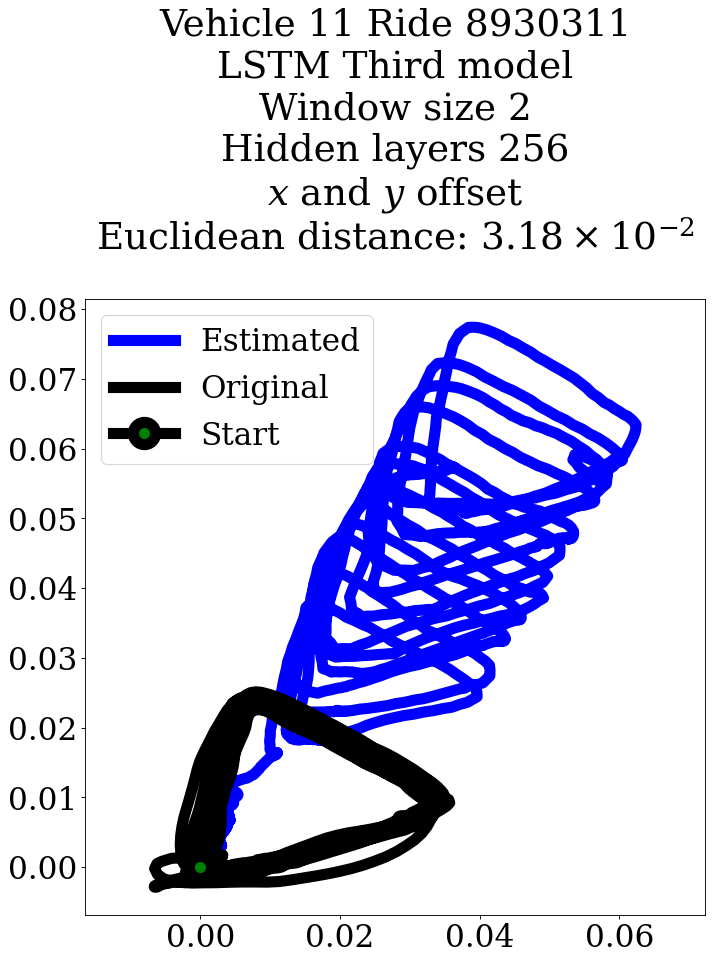 Vehicle 11 Ride 8930311
LSTM Third model
Window size 2
Hidden layers 256
x and y offset
Euclidean distance: 3.18 × 10⁻²
Estimated
Original
Start
0.08
0.07
0.06
0.05
0.04
0.03
0.02
0.01
0.00
0.00 0.02 0.04 0.06